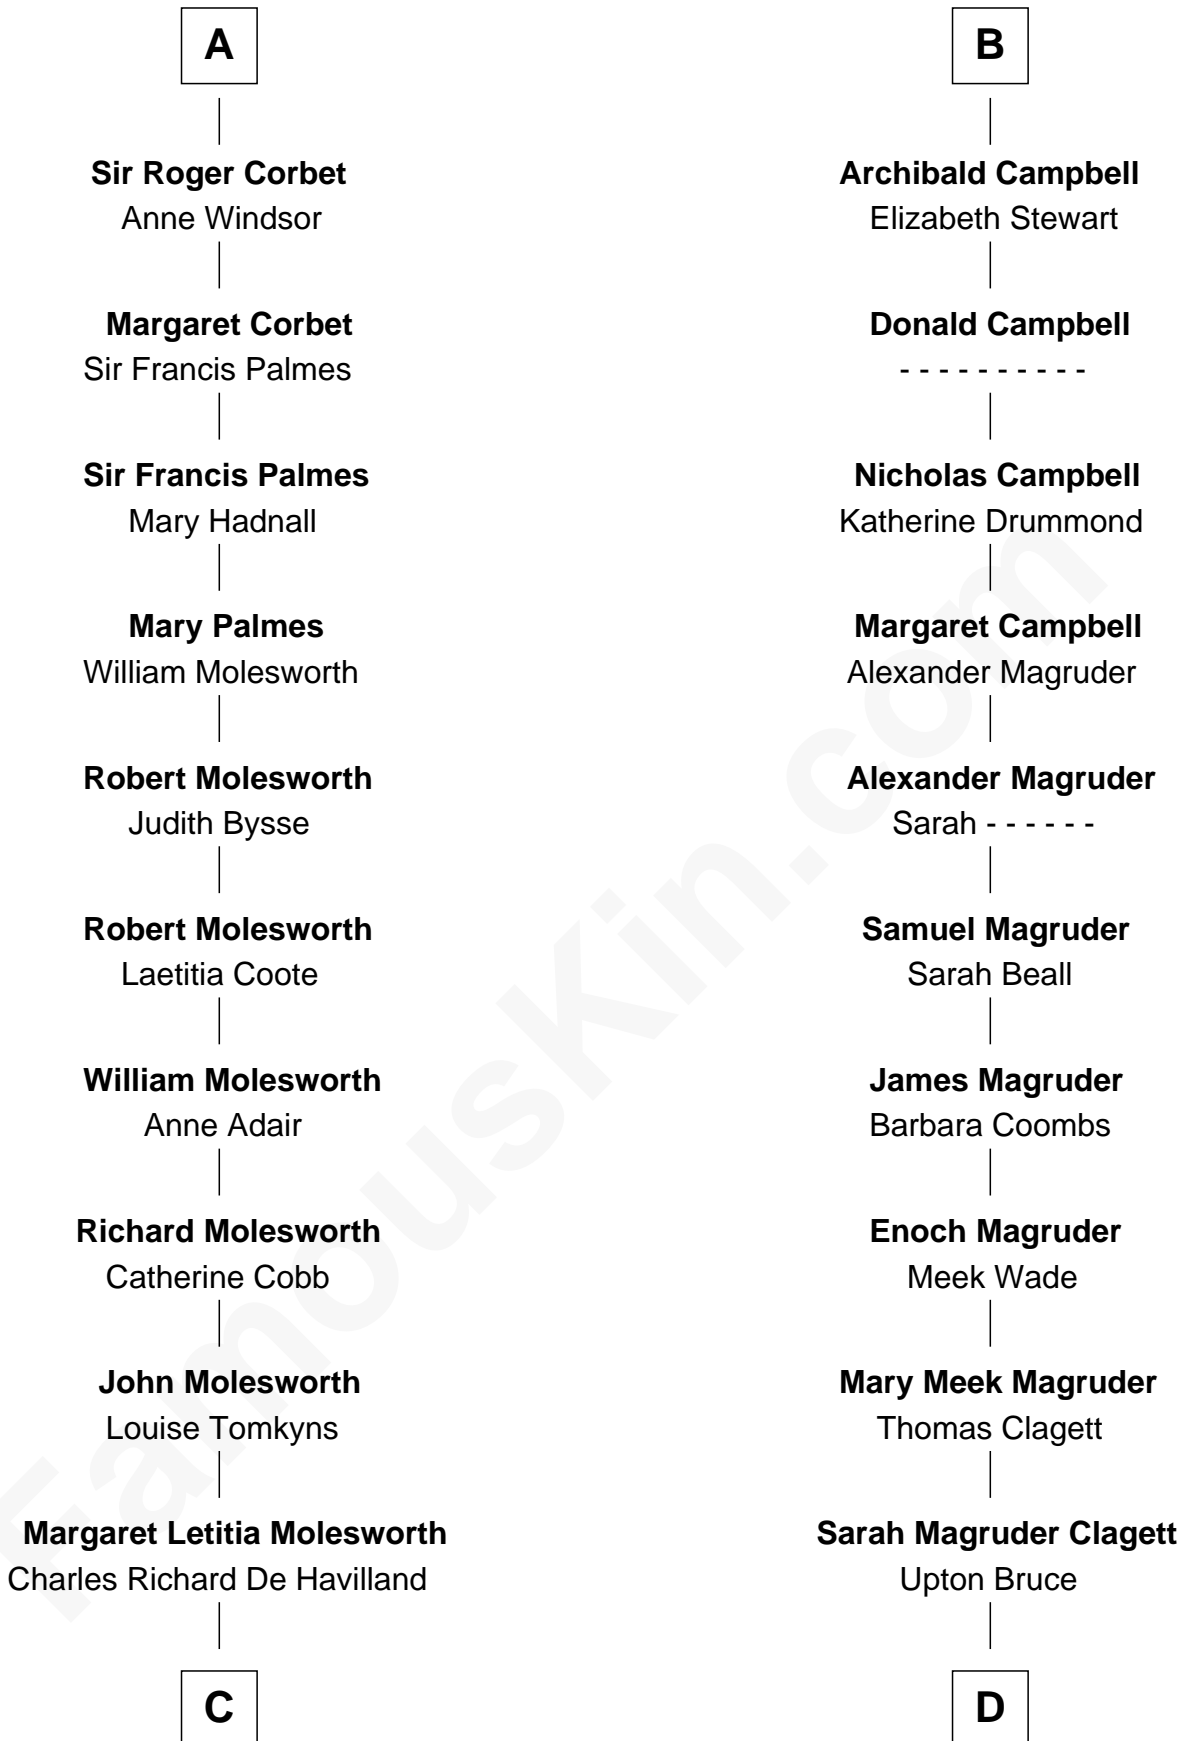 A
Sir Roger Corbet
Anne Windsor
Margaret Corbet
Sir Francis Palmes
Sir Francis Palmes
Mary Hadnall
Mary Palmes
William Molesworth
Robert Molesworth
Judith Bysse
Robert Molesworth
Laetitia Coote
William Molesworth
Anne Adair
Richard Molesworth
Catherine Cobb
John Molesworth
Louise Tomkyns
Margaret Letitia Molesworth
Charles Richard De Havilland
C
B
Archibald Campbell
Elizabeth Stewart
Donald Campbell
- - - - - - - - - -
Nicholas Campbell
Katherine Drummond
Margaret Campbell
Alexander Magruder
Alexander Magruder
Sarah - - - - - -
Samuel Magruder
Sarah Beall
James Magruder
Barbara Coombs
Enoch Magruder
Meek Wade
Mary Meek Magruder
Thomas Clagett
Sarah Magruder Clagett
Upton Bruce
D
FamousKin.com